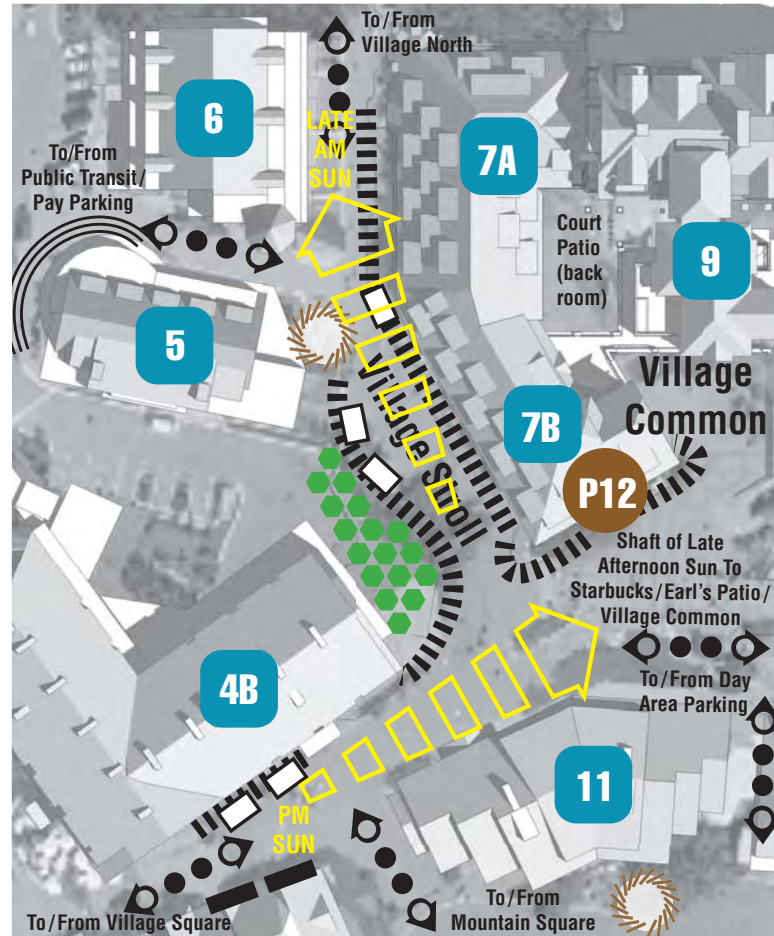 To/From
Village North
6
LATE
AM
SUN
7A
To/From
Public Transit/
Pay Parking
Court
Patio
(back
room)
9
5
Village Stroll
Village
Common
7B
P12
Shaft of Late
Afternoon Sun To
Starbucks/Earl's Patio/
Village Common
4B
To/From Day
Area Parking
11
PM
SUN
To/From Village Square
To/From
Mountain Square